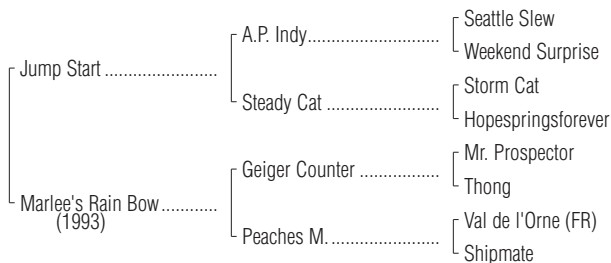 Seattle Slew
A.P. Indy..........................
Weekend Surprise
Jump Start ........................
Storm Cat
Steady Cat ........................
Hopespringsforever
Mr. Prospector
Geiger Counter .................
Thong
Marlee's Rain Bow............
(1993)
Val de l'Orne (FR)
Peaches M. .......................
Shipmate